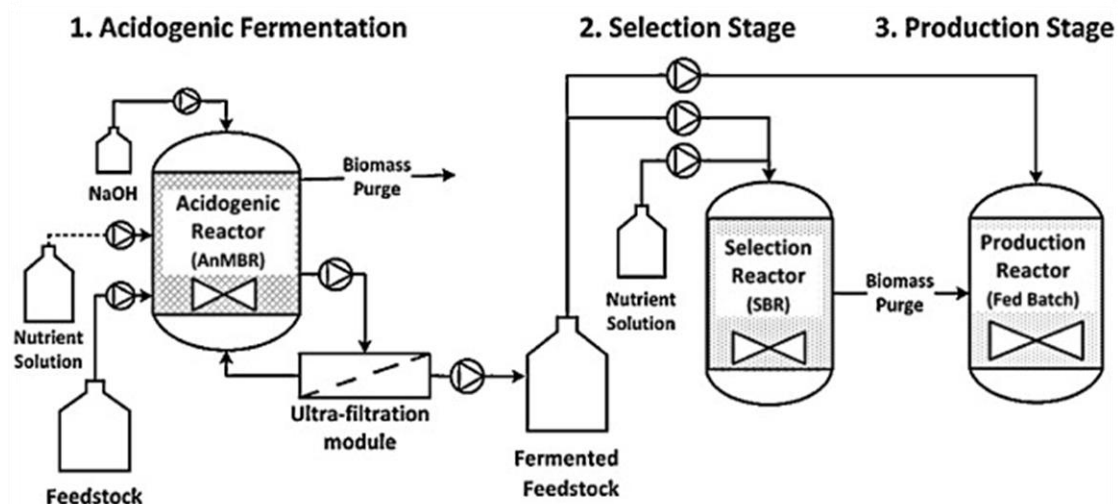 1. Acidogenic Fermentation
2. Selection Stage
3. Production Stage
NaOH
Biomass
Purge
Acidogenic
Reactor
(AnMBR)
Nutrient
Solution
Feedstock
Ultra-filtration
module
Fermented
Feedstock
Nutrient
Solution
Selection
Reactor
(SBR)
Biomass
Purge
Production
Reactor
(Fed Batch)